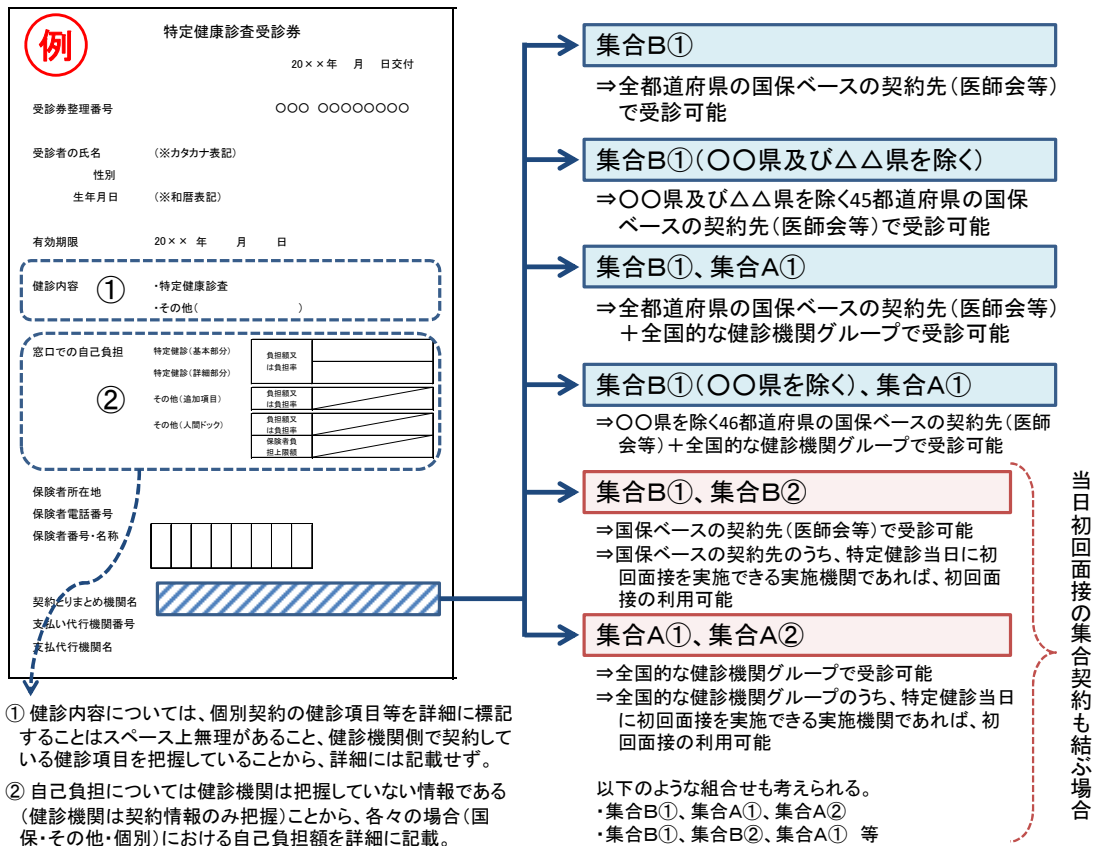 例
特定健康診査受診券
20××年　月　日交付
受診券整理番号　〇〇〇 〇〇〇〇〇〇〇〇
受診者の氏名　(※カタカナ表記)
性別
生年月日　(※和暦表記)
有効期限　20×× 年　月　日
健診内容　①　・特定健康診査
・その他(　　　　)
窓口での自己負担　特定健診(基本部分)　負担額又
特定健診(詳細部分)　は負担率
②　その他(追加項目)　負担額又
は負担率
その他(人間ドック)　負担額又
は負担率
保険者負
担上限額
保険者所在地
保険者電話番号
保険者番号・名称
契約とりまとめ機関名
支払い代行機関番号
支払代行機関名
① 健診内容については、個別契約の健診項目等を詳細に標記
することはスペース上無理があること、健診機関側で契約して
いる健診項目を把握していることから、詳細には記載せず。
② 自己負担については健診機関は把握していない情報である
(健診機関は契約情報のみ把握)ことから、各々の場合(国
保・その他・個別)における自己負担額を詳細に記載。
集合B①
⇒全都道府県の国保ベースの契約先(医師会等)
で受診可能
集合B①(〇〇県及び△△県を除く)
⇒〇〇県及び△△県を除く45都道府県の国保
ベースの契約先(医師会等)で受診可能
集合B①、集合A①
⇒全都道府県の国保ベースの契約先(医師会等)
＋全国的な健診機関グループで受診可能
集合B①(〇〇県を除く)、集合A①
⇒〇〇県を除く46都道府県の国保ベースの契約先(医師
会等)＋全国的な健診機関グループで受診可能
集合B①、集合B②
⇒国保ベースの契約先(医師会等)で受診可能
⇒国保ベースの契約先のうち、特定健診当日に初
回面接を実施できる実施機関であれば、初回面
接の利用可能
集合A①、集合A②
⇒全国的な健診機関グループで受診可能
⇒全国的な健診機関グループのうち、特定健診当日
に初回面接を実施できる実施機関であれば、初
回面接の利用可能
以下のような組合せも考えられる。
・集合B①、集合A①、集合A②
・集合B①、集合B②、集合A①　等
当日初回面接の集合契約も結ぶ場合